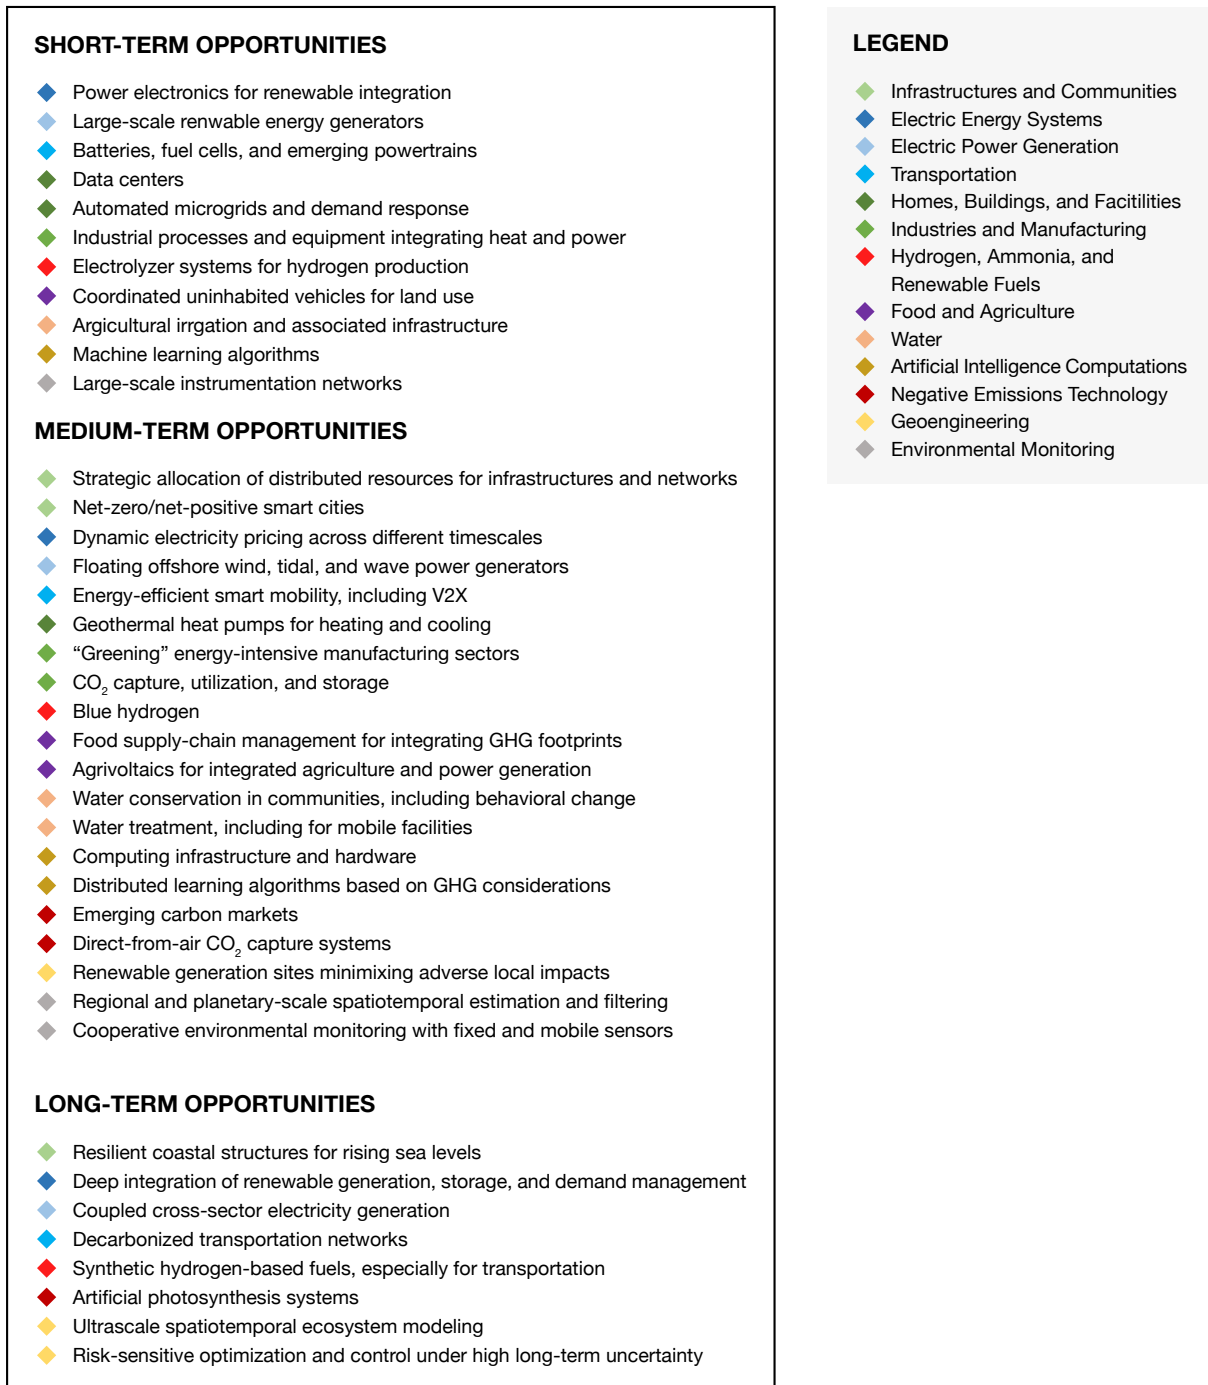 SHORT-TERM OPPORTUNITIES
Power electronics for renewable integration
Large-scale renwable energy generators
Batteries, fuel cells, and emerging powertrains
Data centers
Automated microgrids and demand response
Industrial processes and equipment integrating heat and power
Electrolyzer systems for hydrogen production
Coordinated uninhabited vehicles for land use
Argicultural irrgation and associated infrastructure
Machine learning algorithms
Large-scale instrumentation networks
MEDIUM-TERM OPPORTUNITIES
Strategic allocation of distributed resources for infrastructures and networks
Net-zero/net-positive smart cities
Dynamic electricity pricing across different timescales
Floating offshore wind, tidal, and wave power generators
Energy-efficient smart mobility, including V2X
Geothermal heat pumps for heating and cooling
“Greening” energy-intensive manufacturing sectors
CO₂ capture, utilization, and storage
Blue hydrogen
Food supply-chain management for integrating GHG footprints
Agrivoltaics for integrated agriculture and power generation
Water conservation in communities, including behavioral change
Water treatment, including for mobile facilities
Computing infrastructure and hardware
Distributed learning algorithms based on GHG considerations
Emerging carbon markets
Direct-from-air CO₂ capture systems
Renewable generation sites minimixing adverse local impacts
Regional and planetary-scale spatiotemporal estimation and filtering
Cooperative environmental monitoring with fixed and mobile sensors
LONG-TERM OPPORTUNITIES
Resilient coastal structures for rising sea levels
Deep integration of renewable generation, storage, and demand management
Coupled cross-sector electricity generation
Decarbonized transportation networks
Synthetic hydrogen-based fuels, especially for transportation
Artificial photosynthesis systems
Ultrascale spatiotemporal ecosystem modeling
Risk-sensitive optimization and control under high long-term uncertainty
LEGEND
Infrastructures and Communities
Electric Energy Systems
Electric Power Generation
Transportation
Homes, Buildings, and Facitilities
Industries and Manufacturing
Hydrogen, Ammonia, and
Renewable Fuels
Food and Agriculture
Water
Artificial Intelligence Computations
Negative Emissions Technology
Geoengineering
Environmental Monitoring